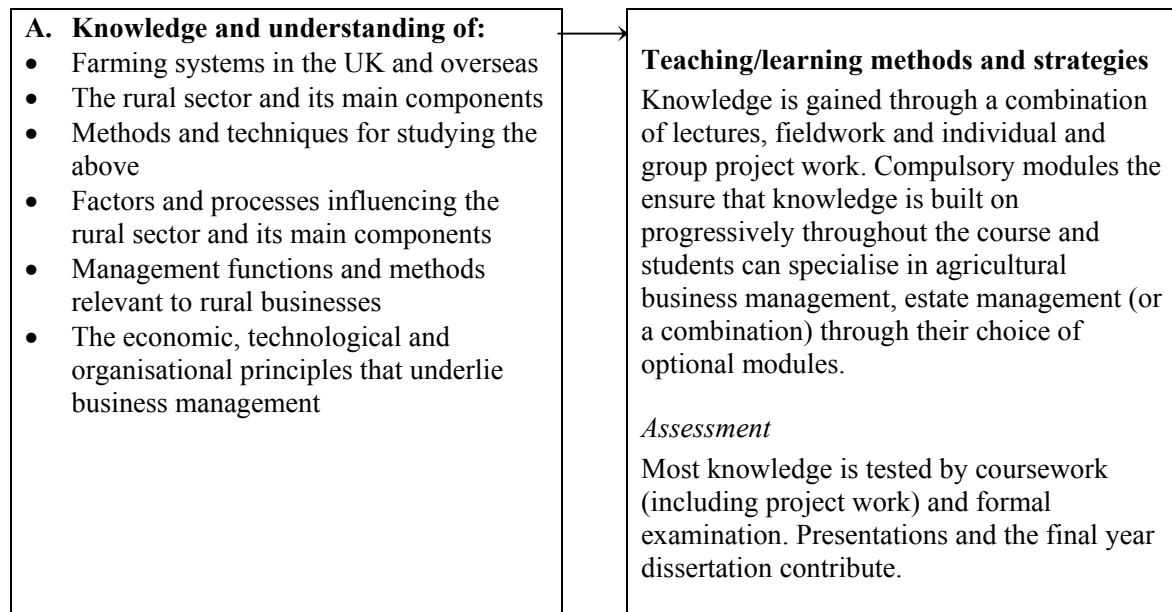 A. Knowledge and understanding of:
• Farming systems in the UK and overseas
• The rural sector and its main components
• Methods and techniques for studying the
above
• Factors and processes influencing the
rural sector and its main components
• Management functions and methods
relevant to rural businesses
• The economic, technological and
organisational principles that underlie
business management
Teaching/learning methods and strategies
Knowledge is gained through a combination
of lectures, fieldwork and individual and
group project work. Compulsory modules the
ensure that knowledge is built on
progressively throughout the course and
students can specialise in agricultural
business management, estate management (or
a combination) through their choice of
optional modules.
Assessment
Most knowledge is tested by coursework
(including project work) and formal
examination. Presentations and the final year
dissertation contribute.